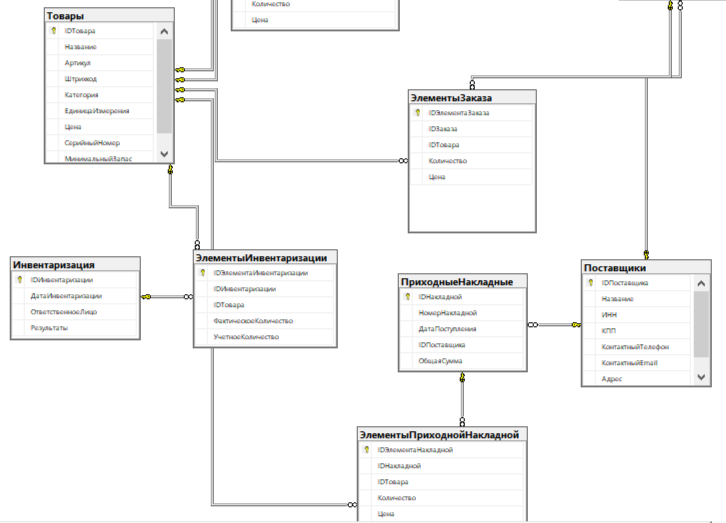 Количество
Цена
Товары
IDТовара
Название
Артикул
Штрихкод
Категория
ЕдиницаИзмерения
Цена
СерийныйНомер
МинимальныйЗапас
ЭлементыЗаказа
IDЭлементаЗаказа
IDЗаказа
IDТовара
Количество
Цена
Инвентаризация
IDИнвентаризации
ДатаИнвентаризации
ОтветственноеЛицо
Результаты
ЭлементыИнвентаризации
IDЭлементаИнвентаризации
IDИнвентаризации
IDТовара
ФактическоеКоличество
УчетноеКоличество
ПриходныеНакладные
IDНакладной
НомерНакладной
ДатаПоступления
IDПоставщика
ОбщаяСумма
Поставщики
IDПоставщика
Название
ИНН
КПП
КонтактныйТелефон
КонтактныйEmail
Адрес
ЭлементыПриходнойНакладной
IDЭлементаНакладной
IDНакладной
IDТовара
Количество
Цена